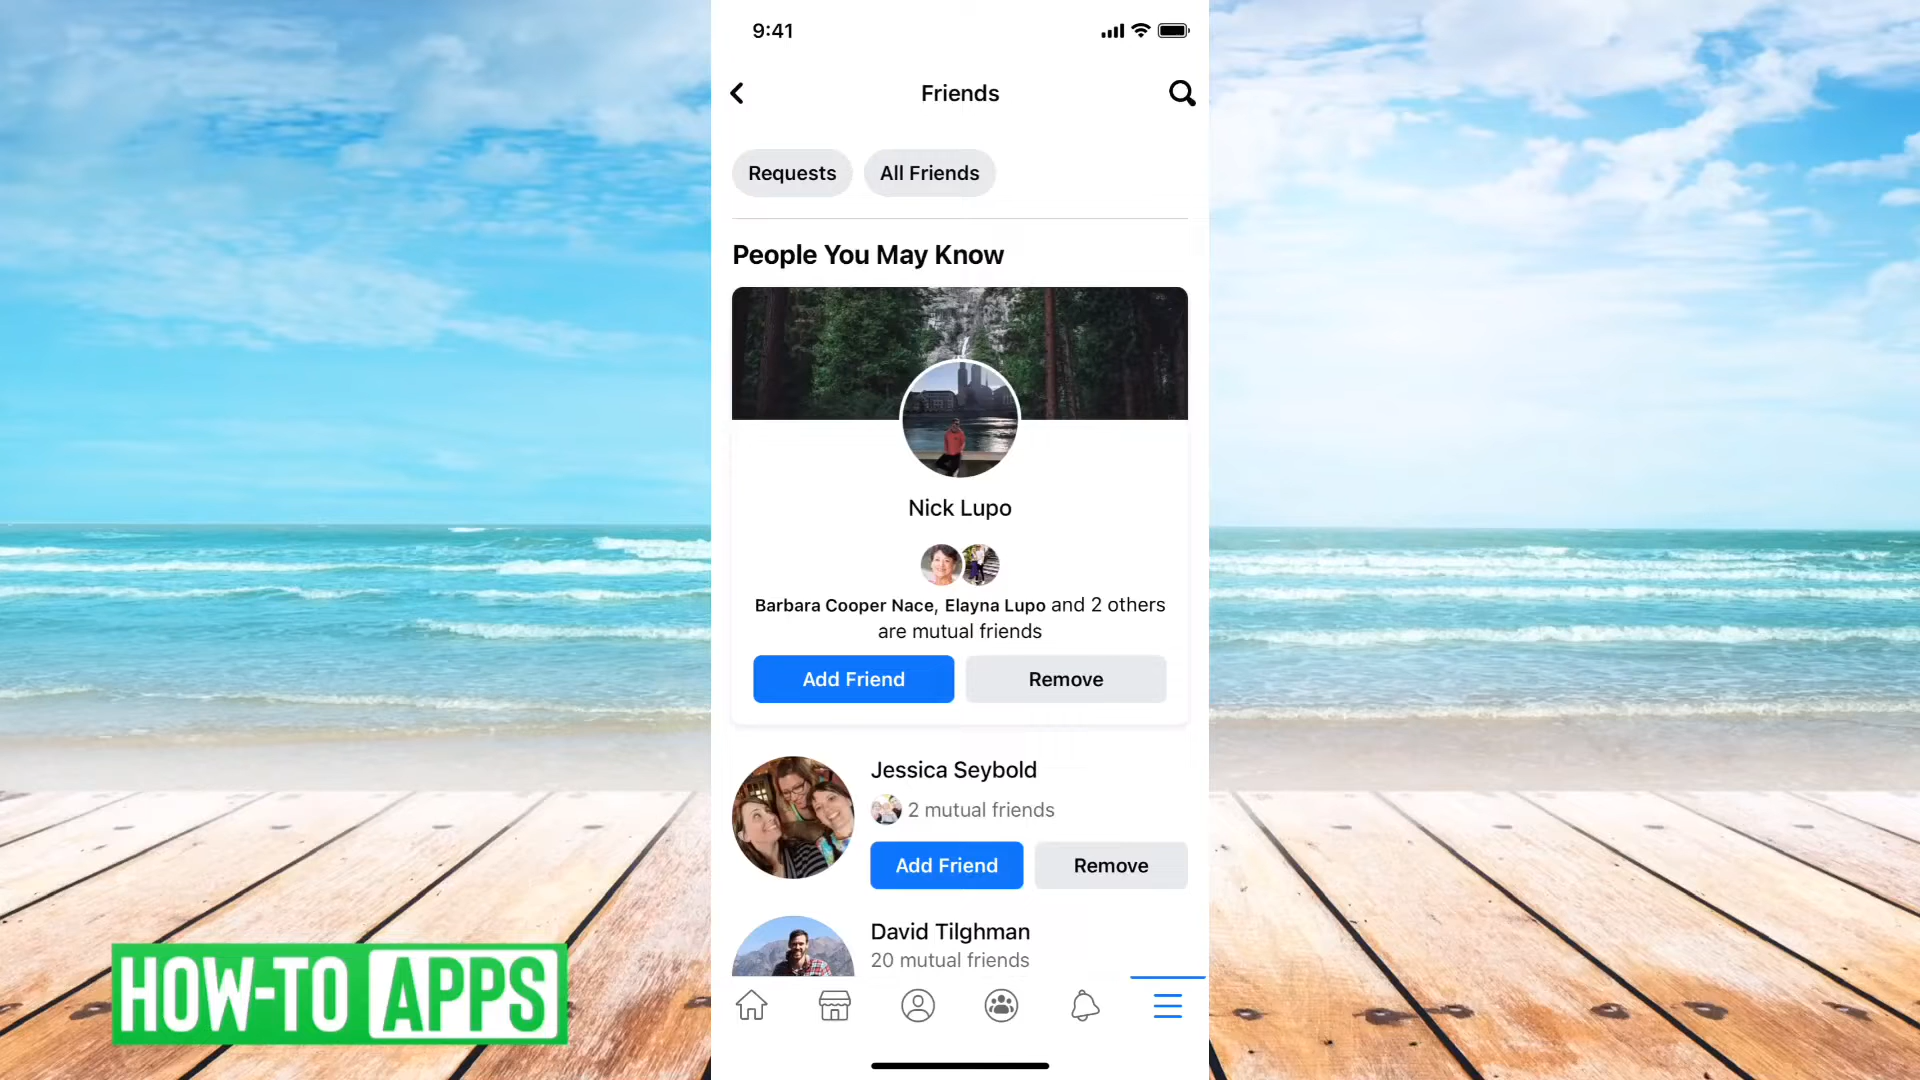 9:41
Friends
Requests
All Friends
People You May Know
Nick Lupo
Barbara Cooper Nace, Elayna Lupo and 2 others
are mutual friends
Add Friend
Remove
Jessica Seybold
2 mutual friends
Add Friend
Remove
David Tilghman
20 mutual friends
HOW-TO APPS